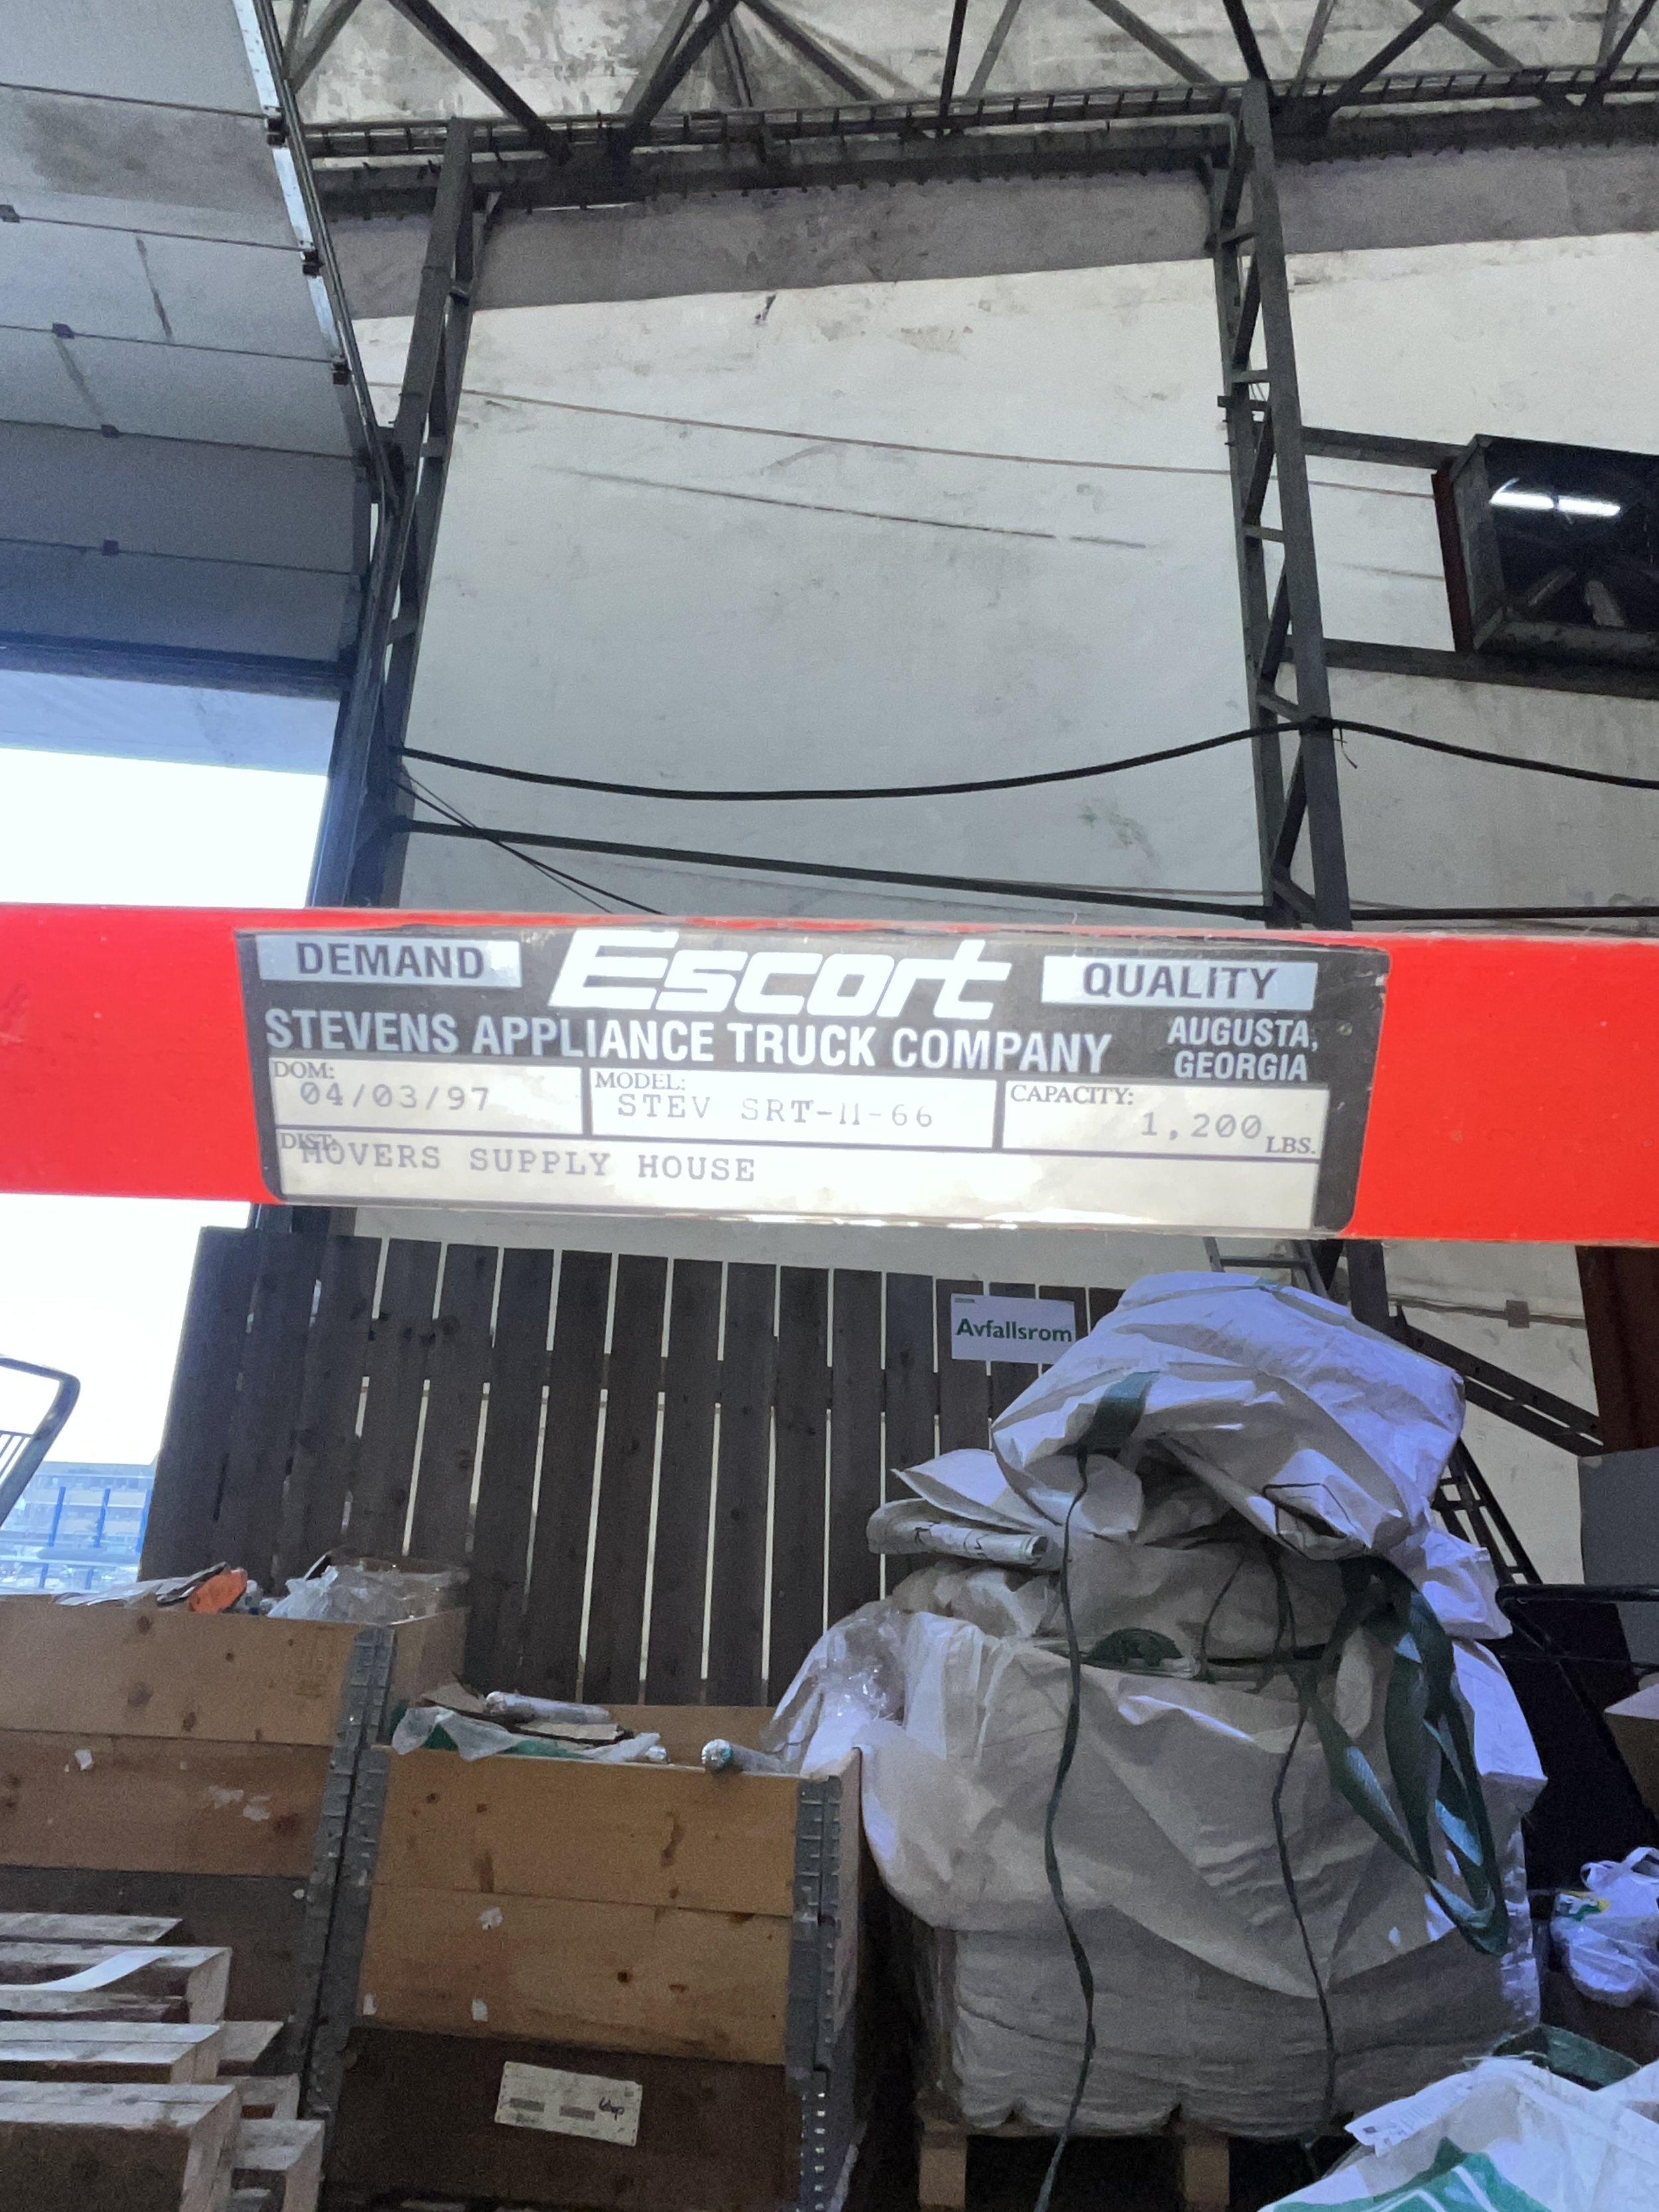 DEMAND Escort QUALITY
STEVENS APPLIANCE TRUCK COMPANY
AUGUSTA,
GEORGIA
DOM:
04/03/97
MODEL:
STEV SRT-11-66
CAPACITY:
1,200 LBS.
DIST:
MOVERS SUPPLY HOUSE
Avfallsrom